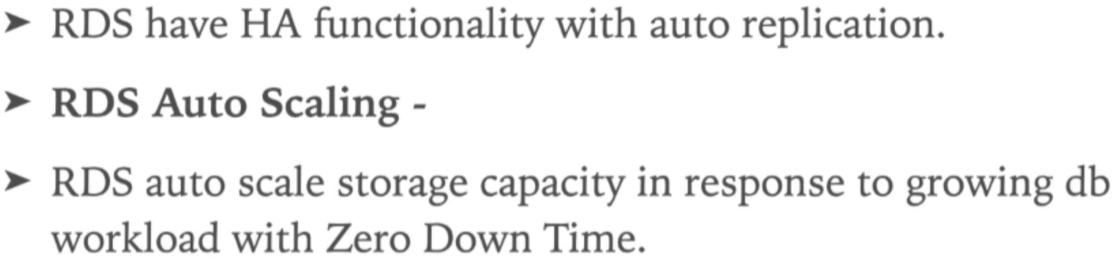 ➤ RDS have HA functionality with auto replication.
➤ RDS Auto Scaling -
➤ RDS auto scale storage capacity in response to growing db
workload with Zero Down Time.